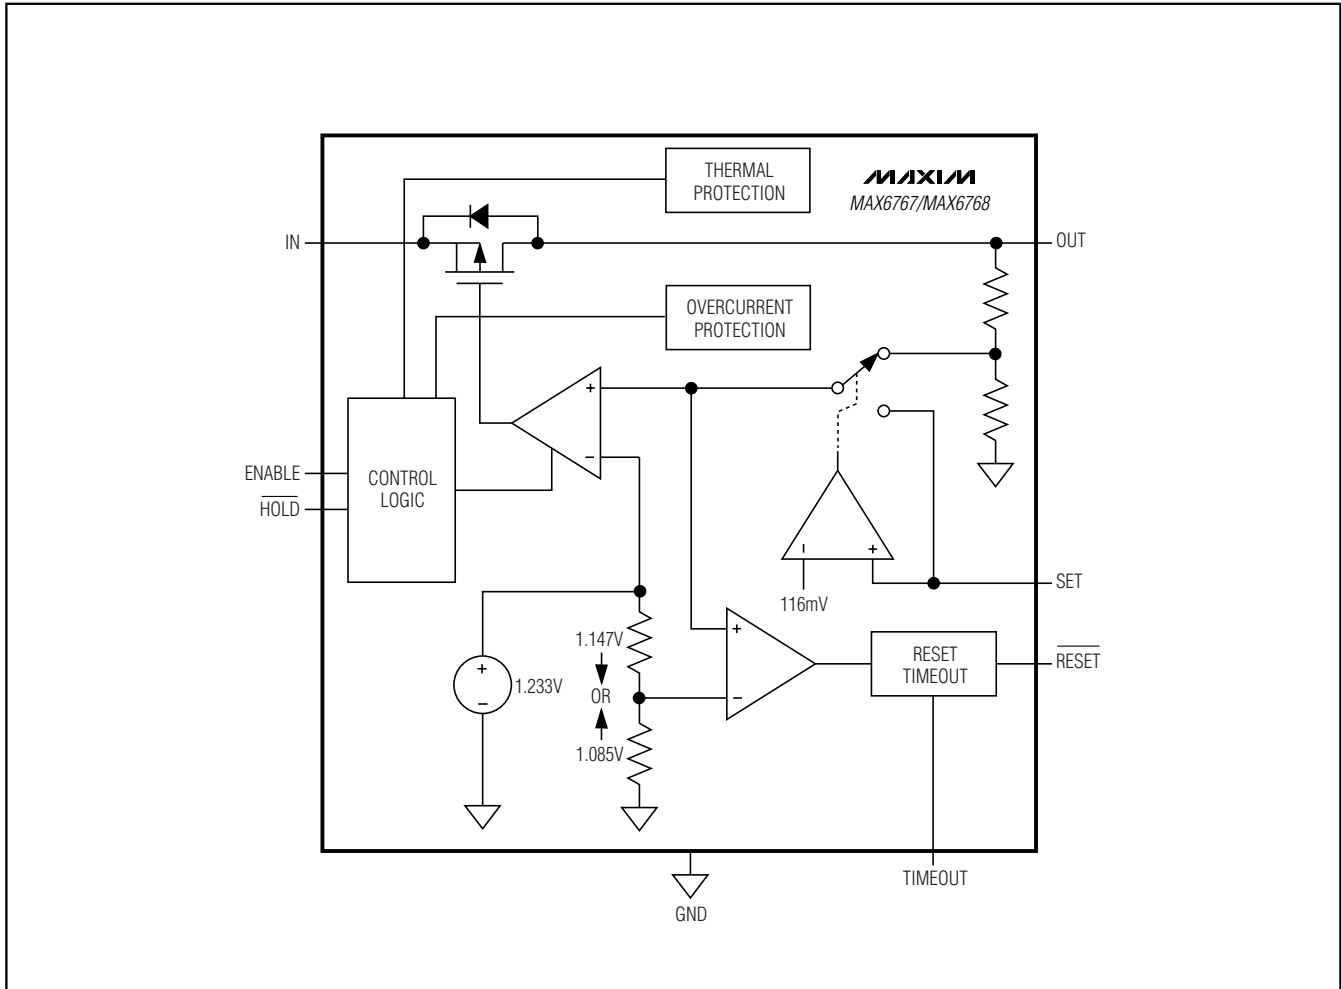 THERMAL
PROTECTION
MAXIM
MAX6767/MAX6768
IN
OUT
OVERCURRENT
PROTECTION
+
−
ENABLE
HOLD
CONTROL
LOGIC
− +
116mV
SET
1.147V
OR
1.085V
+
−
1.233V
+
−
RESET
TIMEOUT
RESET
TIMEOUT
GND